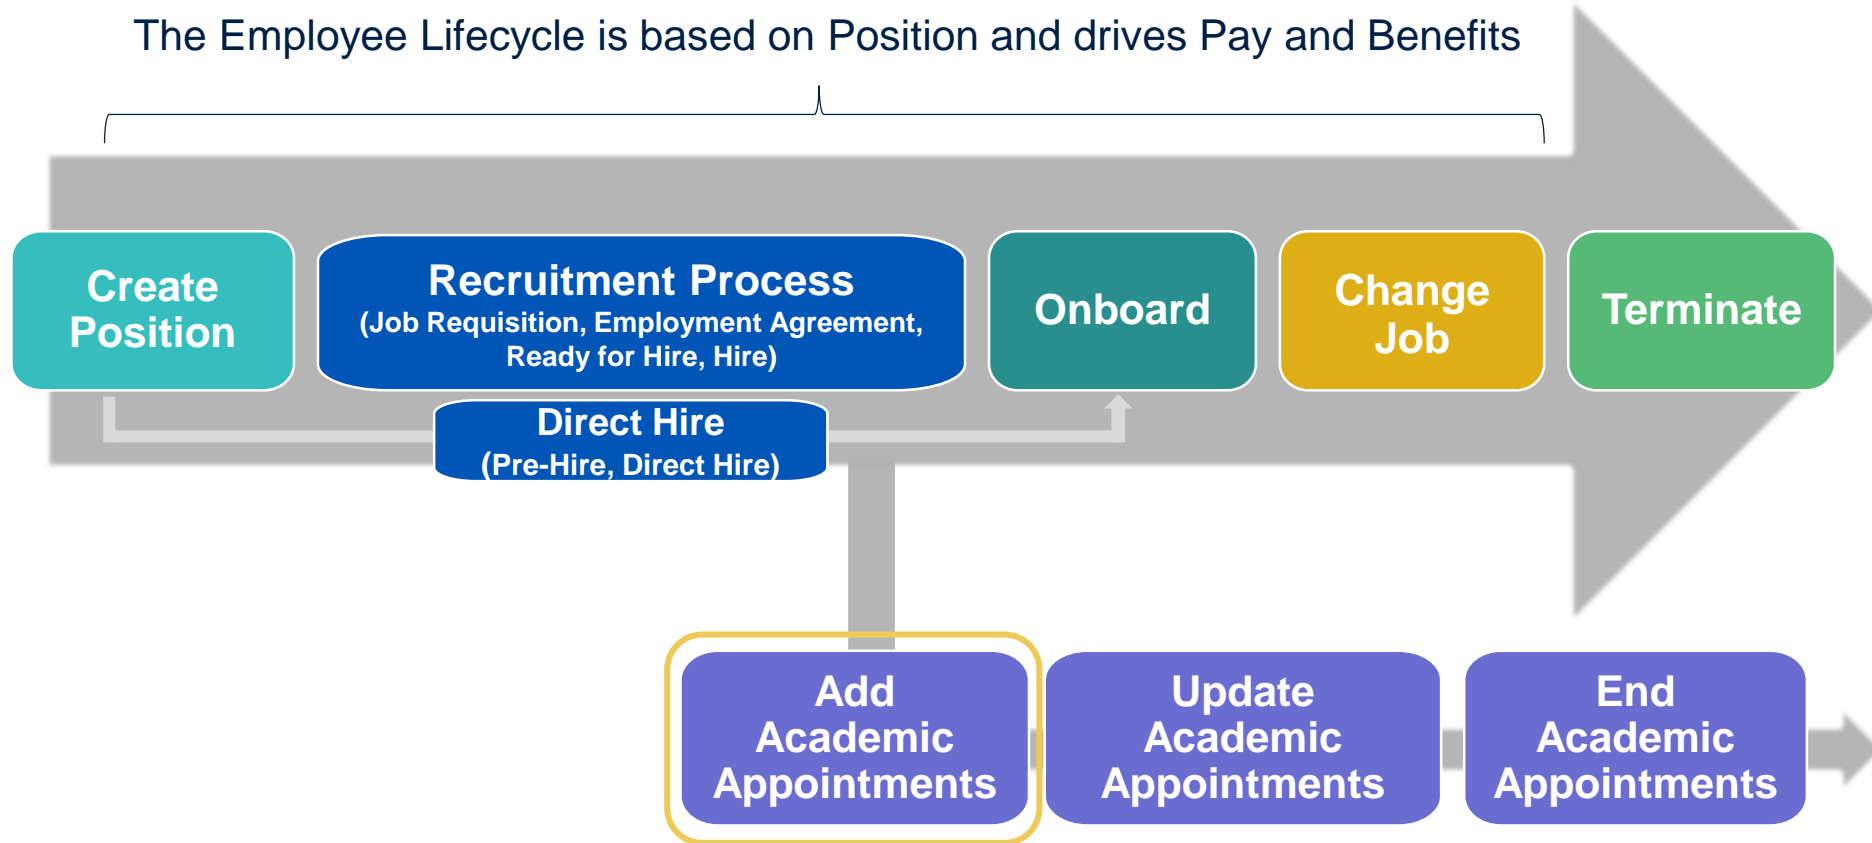 The Employee Lifecycle is based on Position and drives Pay and Benefits
Create
Position
Recruitment Process
(Job Requisition, Employment Agreement,
Ready for Hire, Hire)
Onboard
Change
Job
Terminate
Direct Hire
(Pre-Hire, Direct Hire)
Add
Academic
Appointments
Update
Academic
Appointments
End
Academic
Appointments